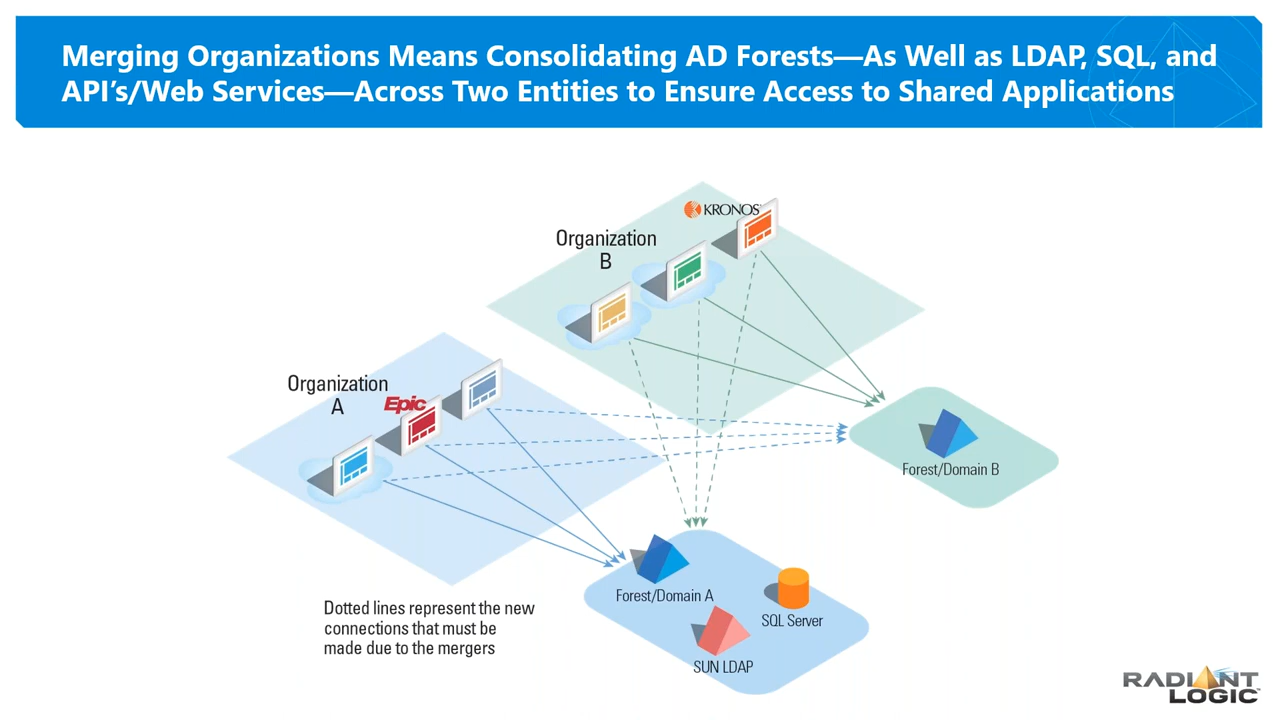 Merging Organizations Means Consolidating AD Forests—As Well as LDAP, SQL, and
API's/Web Services—Across Two Entities to Ensure Access to Shared Applications
KRONOS
Organization
B
Organization
A
Epic
Forest/Domain B
Forest/Domain A
SQL Server
SUN LDAP
Dotted lines represent the new
connections that must be
made due to the mergers
RADIANT
LOGIC